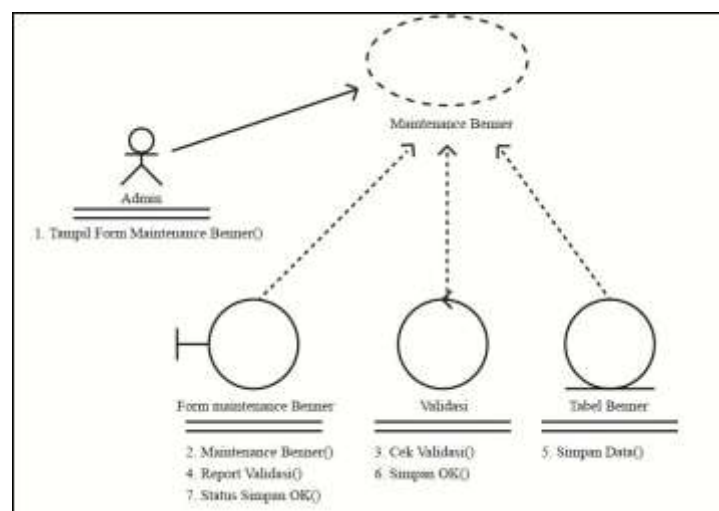 Maintenance Benner
Admin
1. Tampil Form Maintenance Benner()
Form maintenance Benner
2. Maintenance Benner()
4. Report Validasi()
7. Status Simpan OK()
Validasi
3. Cek Validasi()
6. Simpan OK()
Tabel Benner
5. Simpan Data()